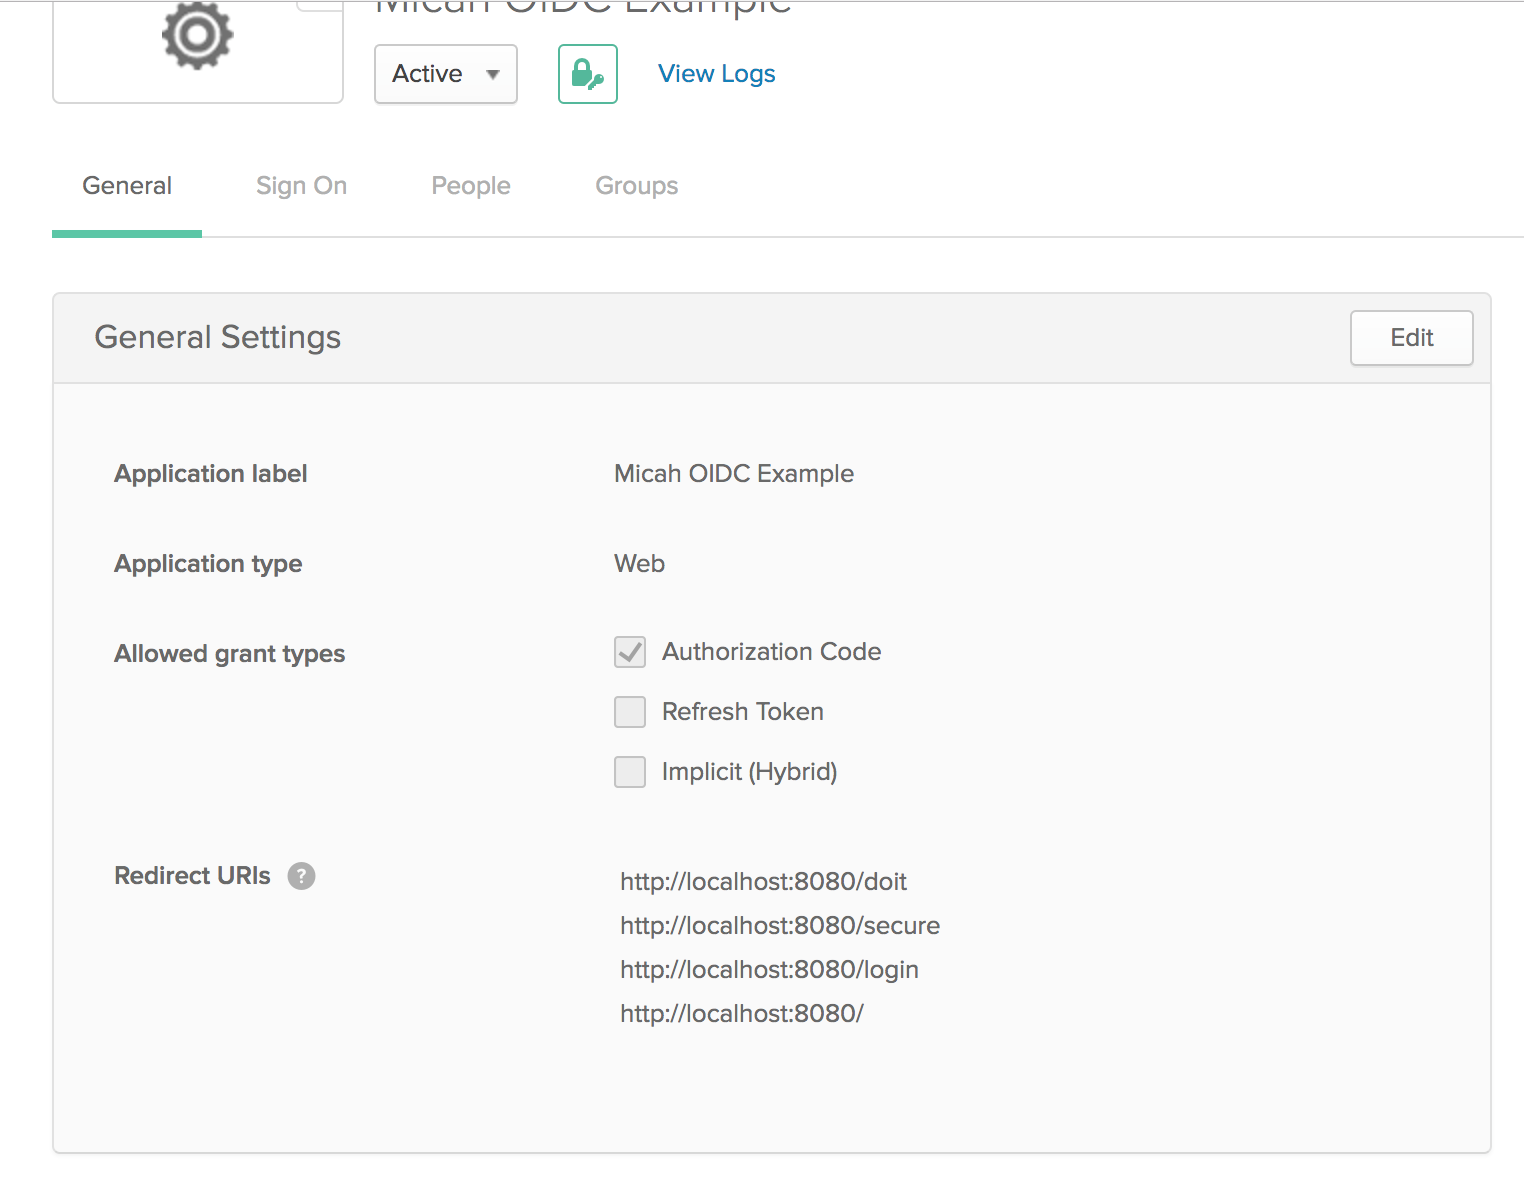 Micah OIDC Example
Active
View Logs
General
Sign On
People
Groups
General Settings
Edit
Application label
Micah OIDC Example
Application type
Web
Allowed grant types
Authorization Code
Refresh Token
Implicit (Hybrid)
Redirect URIs ?
http://localhost:8080/doit
http://localhost:8080/secure
http://localhost:8080/login
http://localhost:8080/